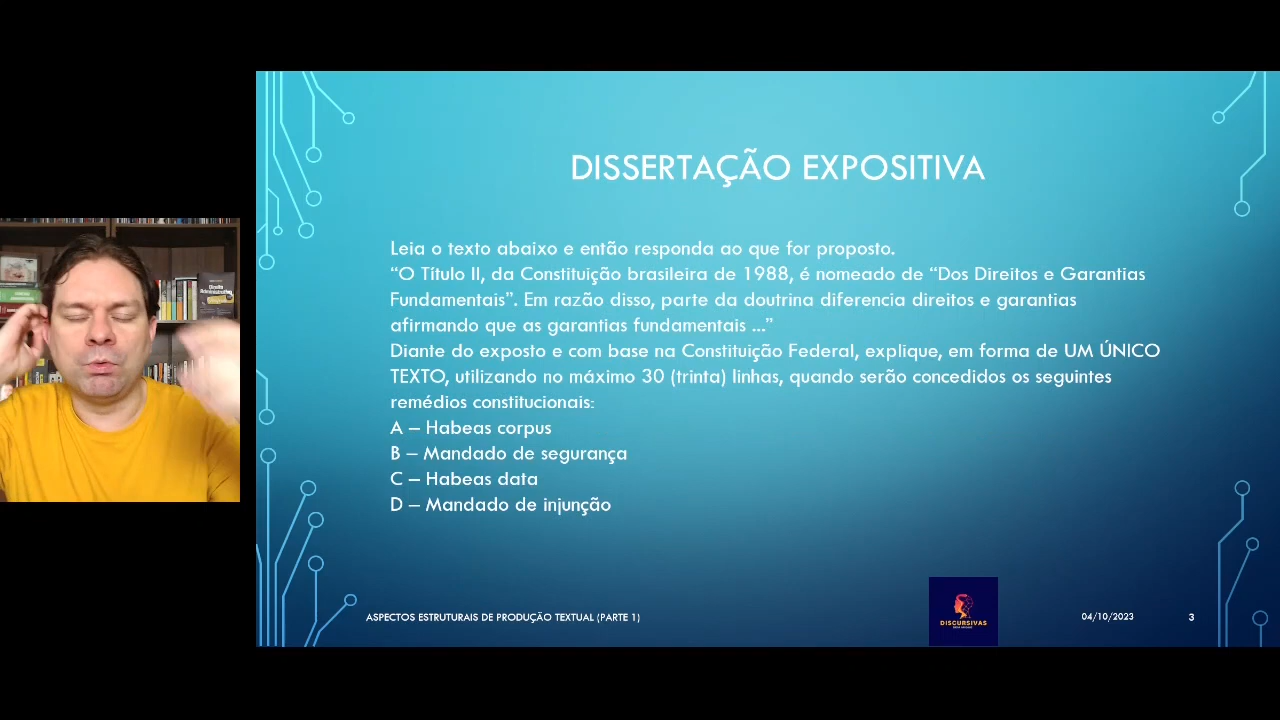 DISSERTAÇÃO EXPOSITIVA
Leia o texto abaixo e então responda ao que for proposto.
“O Título II, da Constituição brasileira de 1988, é nomeado de “Dos Direitos e Garantias
Fundamentais”. Em razão disso, parte da doutrina diferencia direitos e garantias
afirmando que as garantias fundamentais ...”
Diante do exposto e com base na Constituição Federal, explique, em forma de UM ÚNICO
TEXTO, utilizando no máximo 30 (trinta) linhas, quando serão concedidos os seguintes
remédios constitucionais:
A – Habeas corpus
B – Mandado de segurança
C – Habeas data
D – Mandado de injunção
ASPECTOS ESTRUTURAIS DE PRODUÇÃO TEXTUAL (PARTE 1)
DISCURSIVAS
04/10/2023
3
Direito
Administrativo